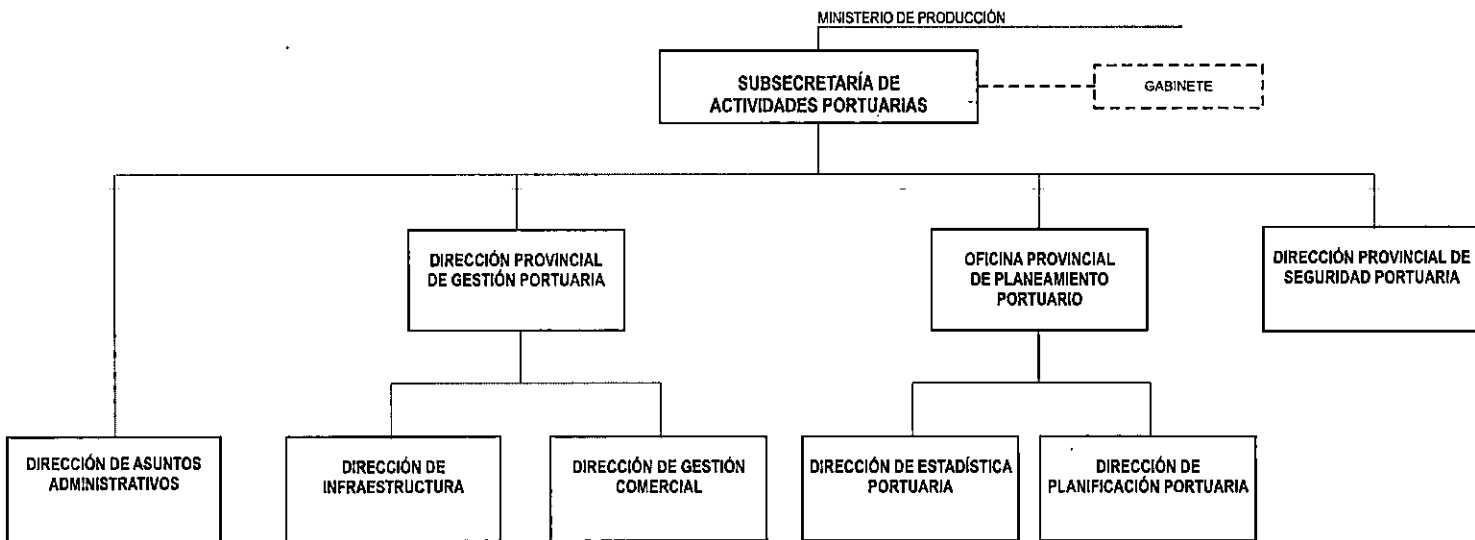 MINISTERIO DE PRODUCCIÓN
SUBSECRETARÍA DE
ACTIVIDADES PORTUARIAS
GABINETE
DIRECCIÓN PROVINCIAL
DE GESTIÓN PORTUARIA
OFICINA PROVINCIAL
DE PLANEAMIENTO
PORTUARIO
DIRECCIÓN PROVINCIAL DE
SEGURIDAD PORTUARIA
DIRECCIÓN DE ASUNTOS
ADMINISTRATIVOS
DIRECCIÓN DE
INFRAESTRUCTURA
DIRECCIÓN DE GESTIÓN
COMERCIAL
DIRECCIÓN DE ESTADÍSTICA
PORTUARIA
DIRECCIÓN DE
PLANIFICACIÓN PORTUARIA